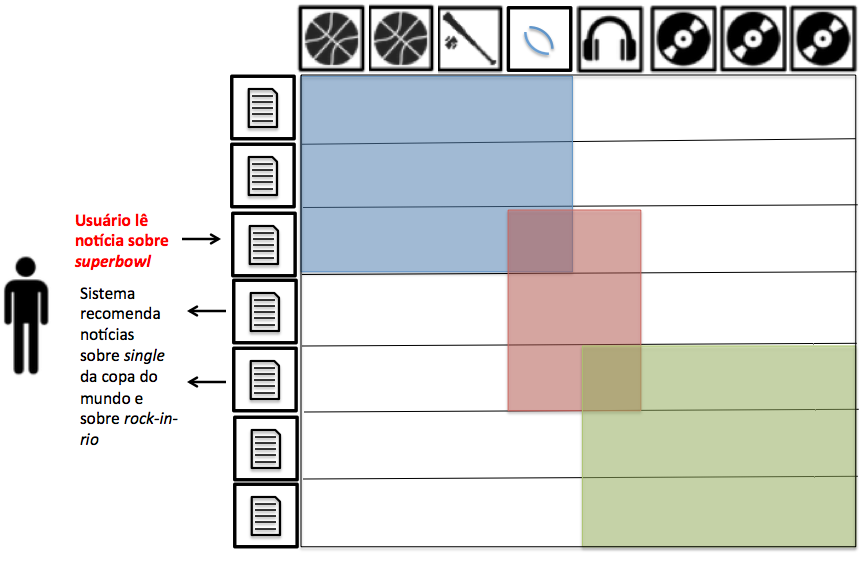 Usuário lê
notícia sobre
superbowl
Sistema
recomenda
notícias
sobre single
da copa do
mundo e
sobre rock-in-
rio